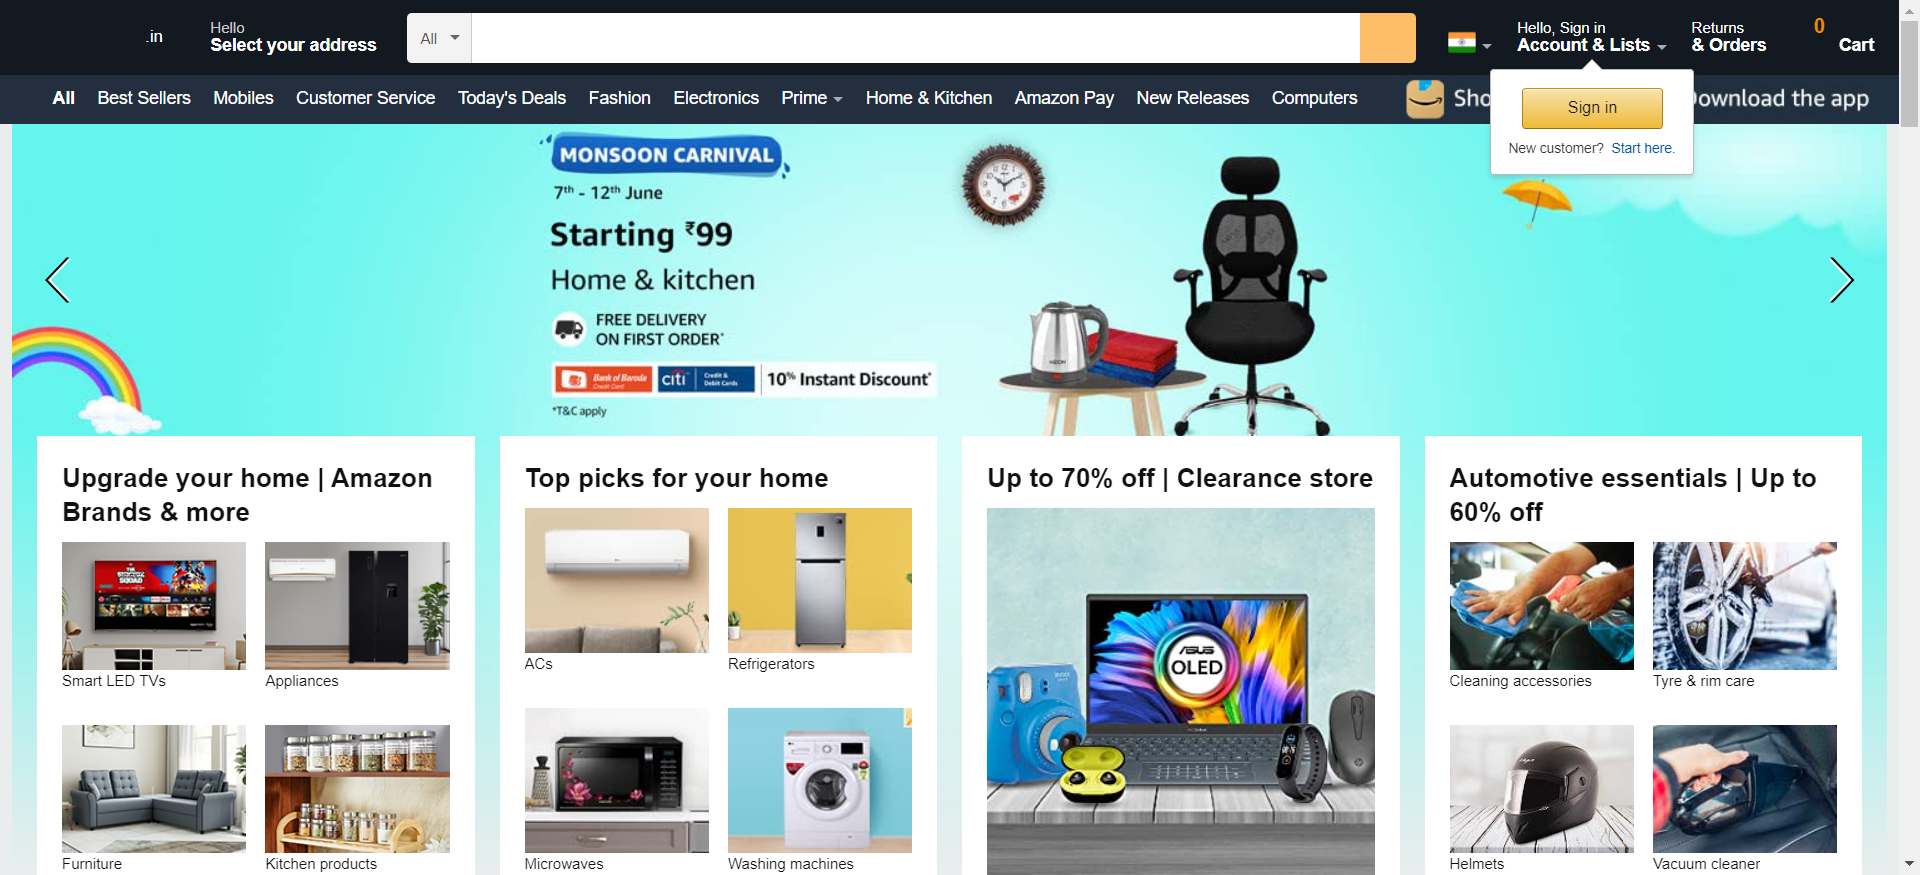 .in
Hello
Select your address
All
Hello, Sign in
Account & Lists
Returns
& Orders
0
Cart
All
Best Sellers
Mobiles
Customer Service
Today's Deals
Fashion
Electronics
Prime
Home & Kitchen
Amazon Pay
New Releases
Computers
Sho
Download the app
Sign in
New customer? Start here.
MONSOON CARNIVAL
7th - 12th June
Starting ₹99
Home & kitchen
FREE DELIVERY
ON FIRST ORDER*
Bank of Baroda
Credit Card
citi
Credit &
Debit Cards
10% Instant Discount*
*T&C apply
Upgrade your home | Amazon
Brands & more
Smart LED TVs
Appliances
Furniture
Kitchen products
Top picks for your home
ACs
Refrigerators
Microwaves
Washing machines
Up to 70% off | Clearance store
ASUS
OLED
Automotive essentials | Up to
60% off
Cleaning accessories
Tyre & rim care
Helmets
Vacuum cleaner